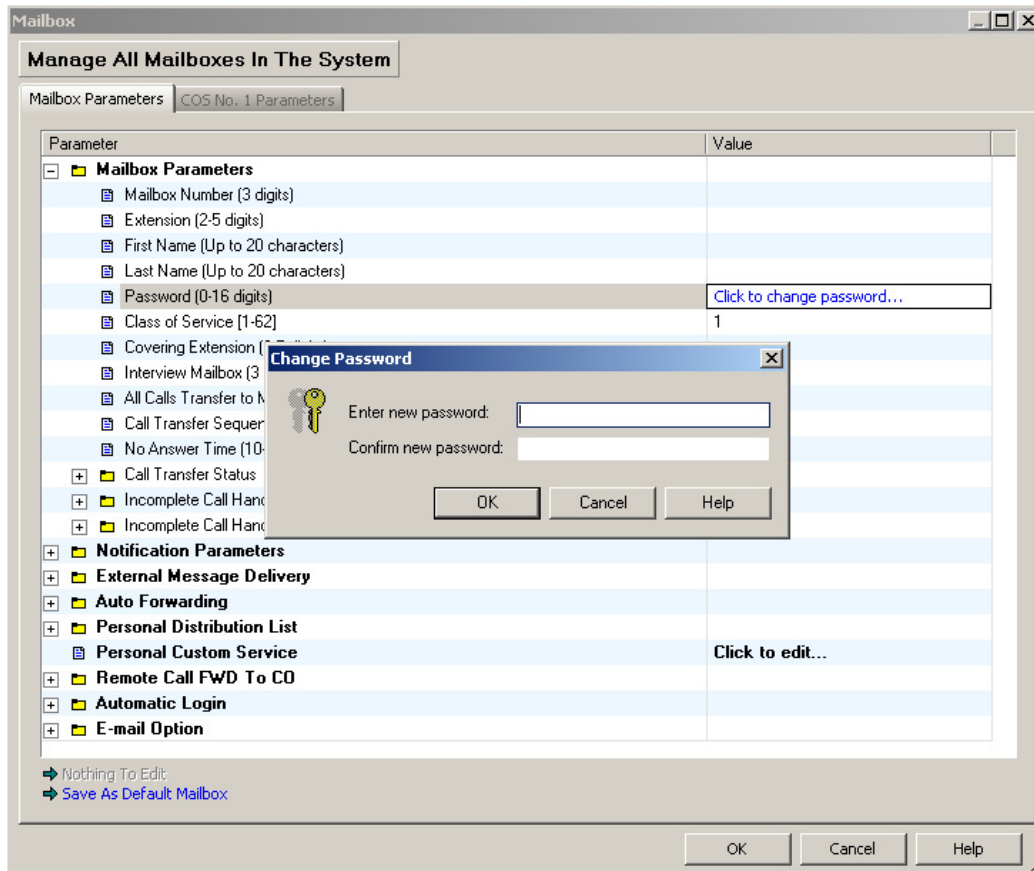 Mailbox
Manage All Mailboxes In The System
Mailbox Parameters COS No. 1 Parameters
Parameter Value
Mailbox Parameters
Mailbox Number (3 digits)
Extension (2-5 digits)
First Name (Up to 20 characters)
Last Name (Up to 20 characters)
Password (0-16 digits) Click to change password...
Class of Service [1-62] 1
Covering Extension
Interview Mailbox (3
All Calls Transfer to
Call Transfer
No Answer Time (10-
Call Transfer Status
Incomplete Call
Incomplete Call
Change Password
Enter new password:
Confirm new password:
OK Cancel Help
Notification Parameters
External Message Delivery
Auto Forwarding
Personal Distribution List
Personal Custom Service Click to edit...
Remote Call FWD To CO
Automatic Login
E-mail Option
Nothing To Edit
Save As Default Mailbox
OK Cancel Help